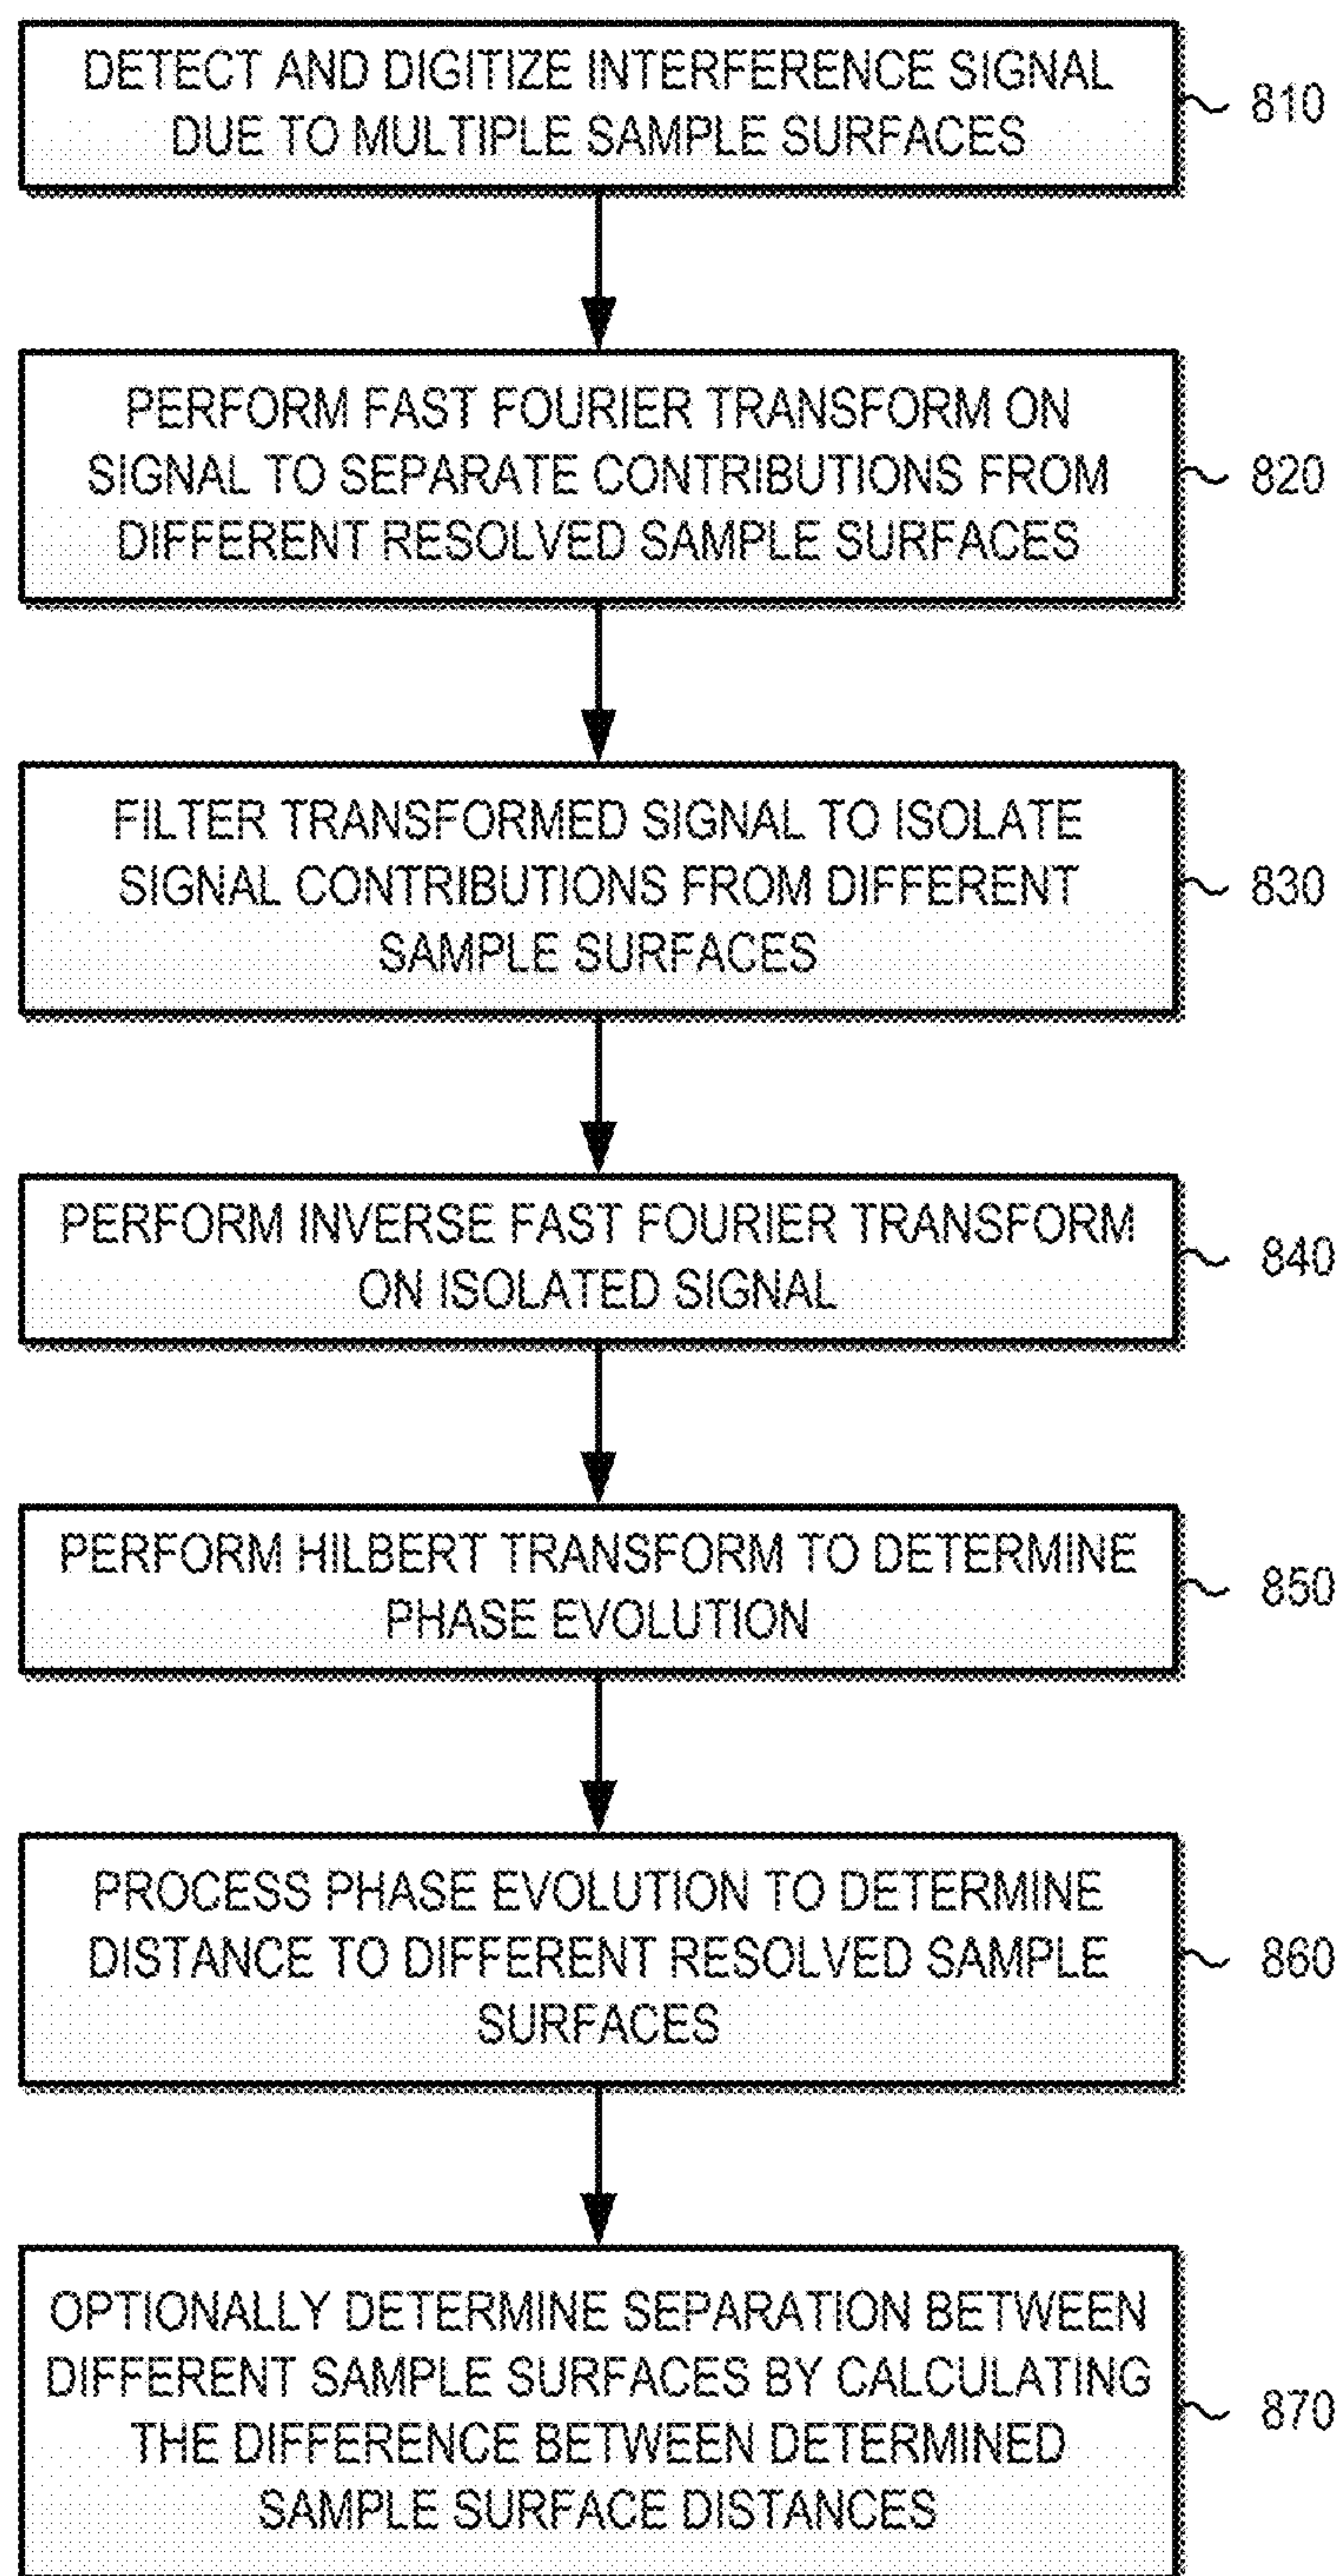 DETECT AND DIGITIZE INTERFERENCE SIGNAL
DUE TO MULTIPLE SAMPLE SURFACES
810
PERFORM FAST FOURIER TRANSFORM ON
SIGNAL TO SEPARATE CONTRIBUTIONS FROM
DIFFERENT RESOLVED SAMPLE SURFACES
820
FILTER TRANSFORMED SIGNAL TO ISOLATE
SIGNAL CONTRIBUTIONS FROM DIFFERENT
SAMPLE SURFACES
830
PERFORM INVERSE FAST FOURIER TRANSFORM
ON ISOLATED SIGNAL
840
PERFORM HILBERT TRANSFORM TO DETERMINE
PHASE EVOLUTION
850
PROCESS PHASE EVOLUTION TO DETERMINE
DISTANCE TO DIFFERENT RESOLVED SAMPLE
SURFACES
860
OPTIONALLY DETERMINE SEPARATION BETWEEN
DIFFERENT SAMPLE SURFACES BY CALCULATING
THE DIFFERENCE BETWEEN DETERMINED
SAMPLE SURFACE DISTANCES
870